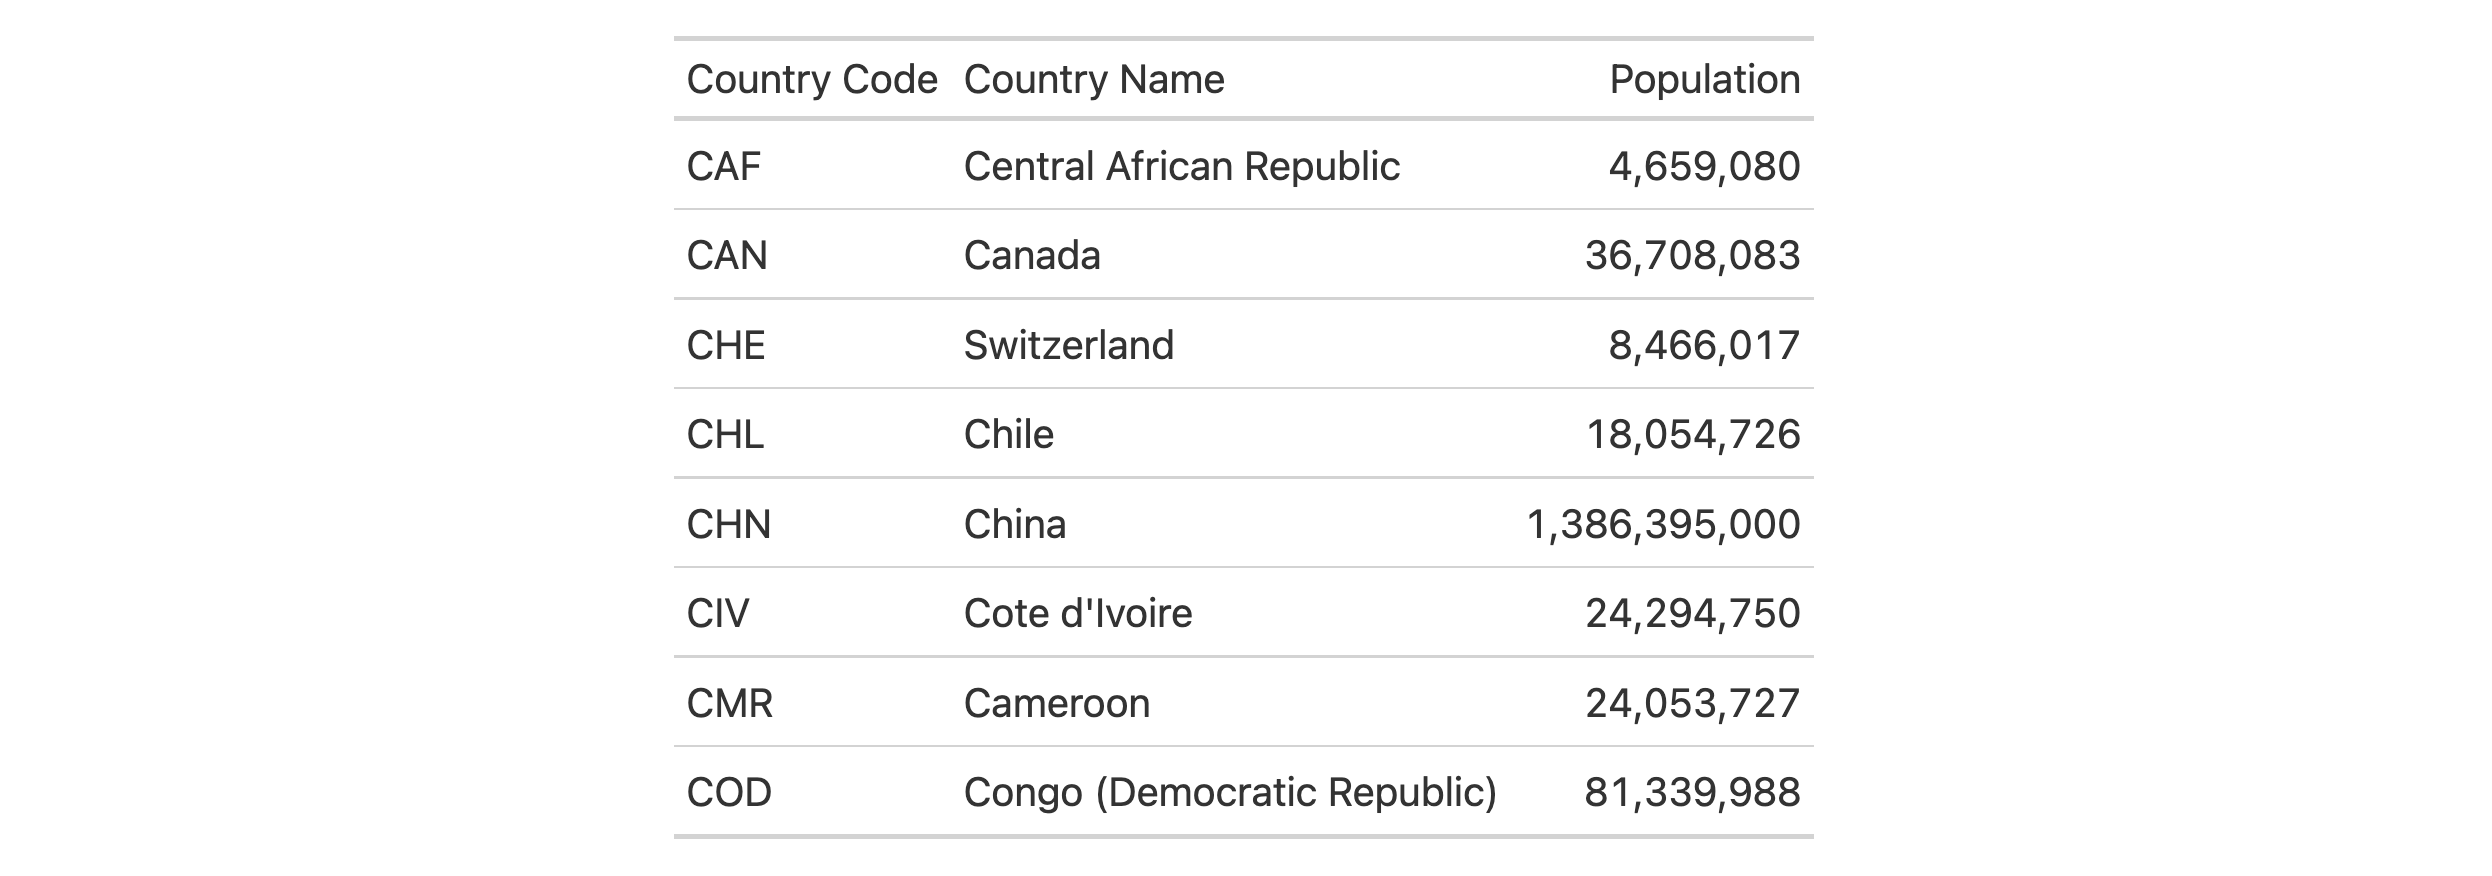 Country Code Country Name Population
CAF Central African Republic 4,659,080
CAN Canada 36,708,083
CHE Switzerland 8,466,017
CHL Chile 18,054,726
CHN China 1,386,395,000
CIV Cote d'Ivoire 24,294,750
CMR Cameroon 24,053,727
COD Congo (Democratic Republic) 81,339,988